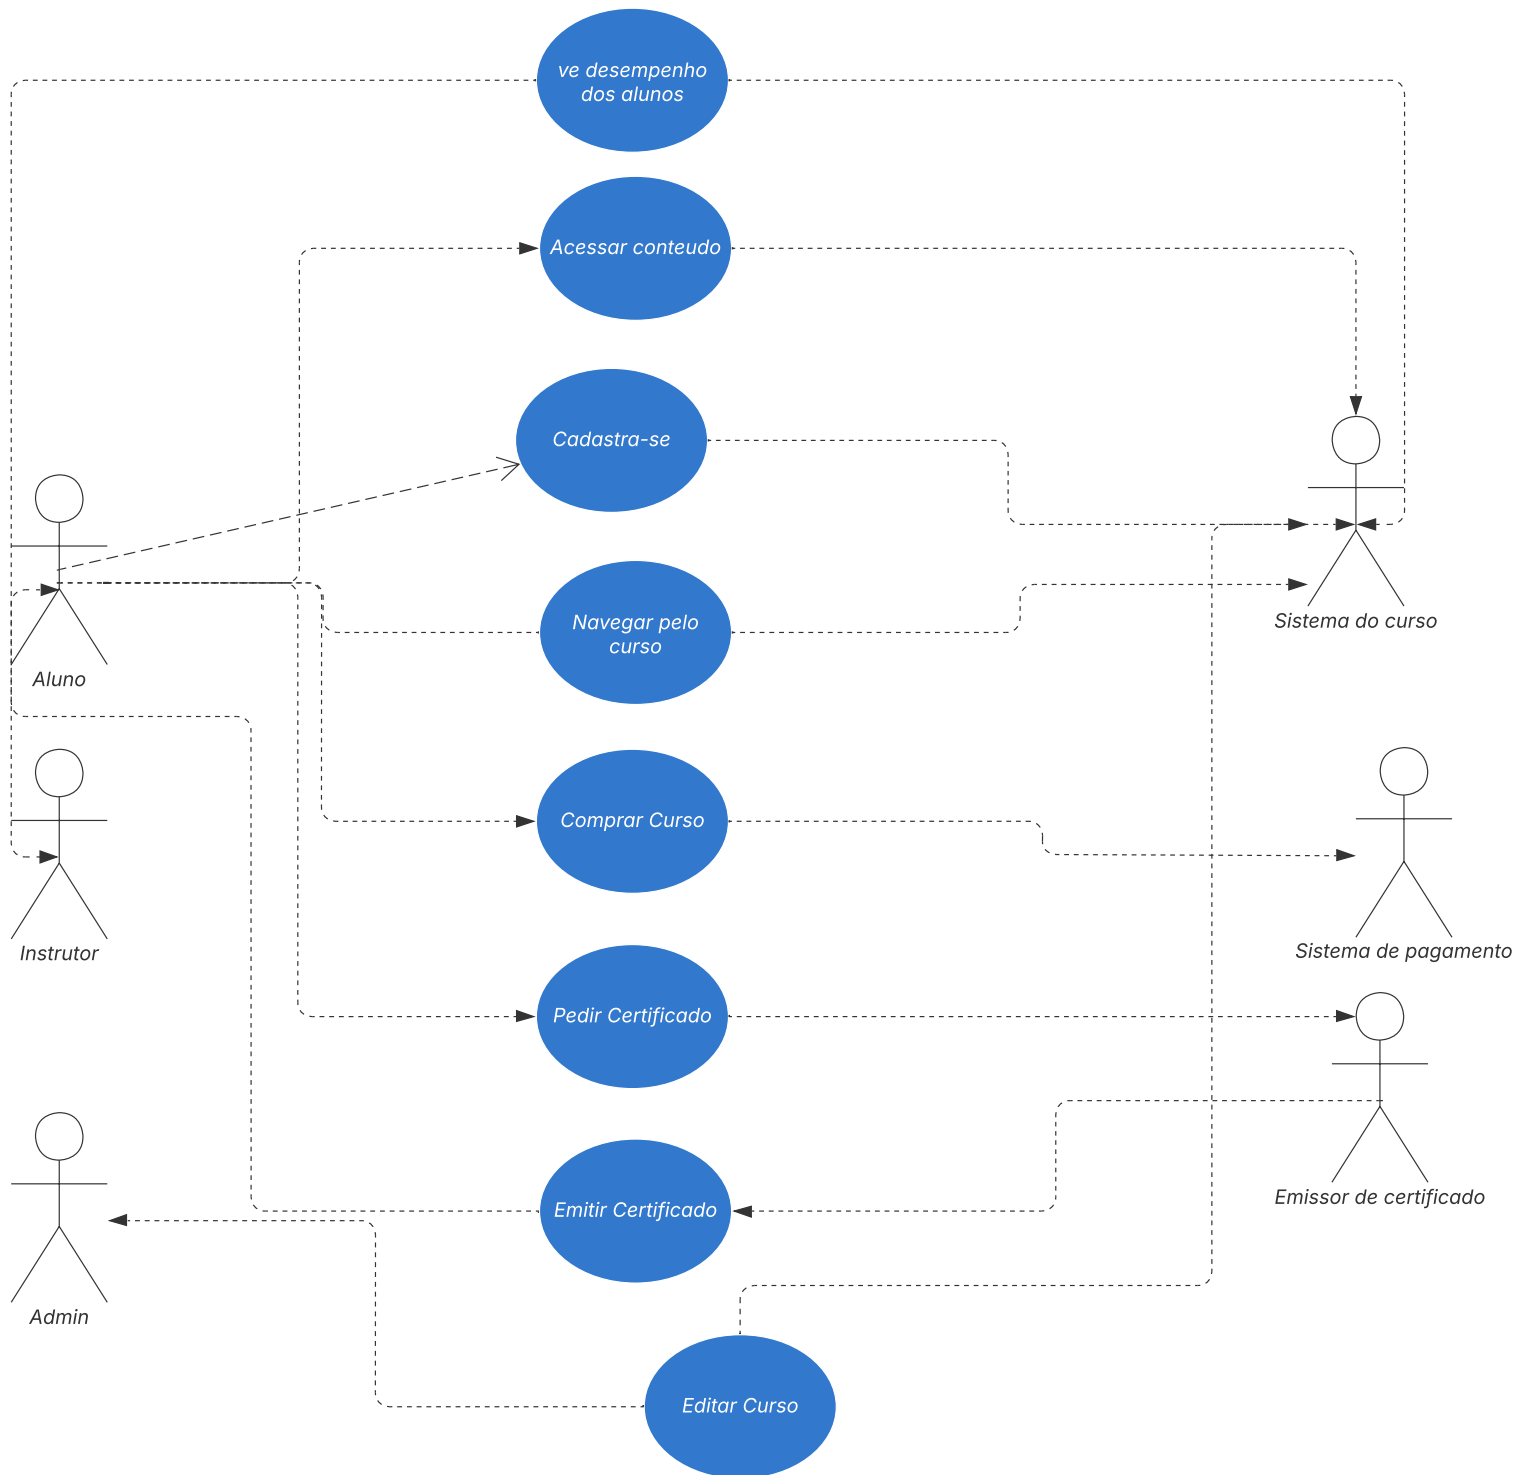 ve desempenho
dos alunos
Acessar conteudo
Cadastra-se
Navegar pelo
curso
Sistema do curso
Aluno
Comprar Curso
Instrutor
Sistema de pagamento
Pedir Certificado
Emitir Certificado
Emissor de certificado
Admin
Editar Curso